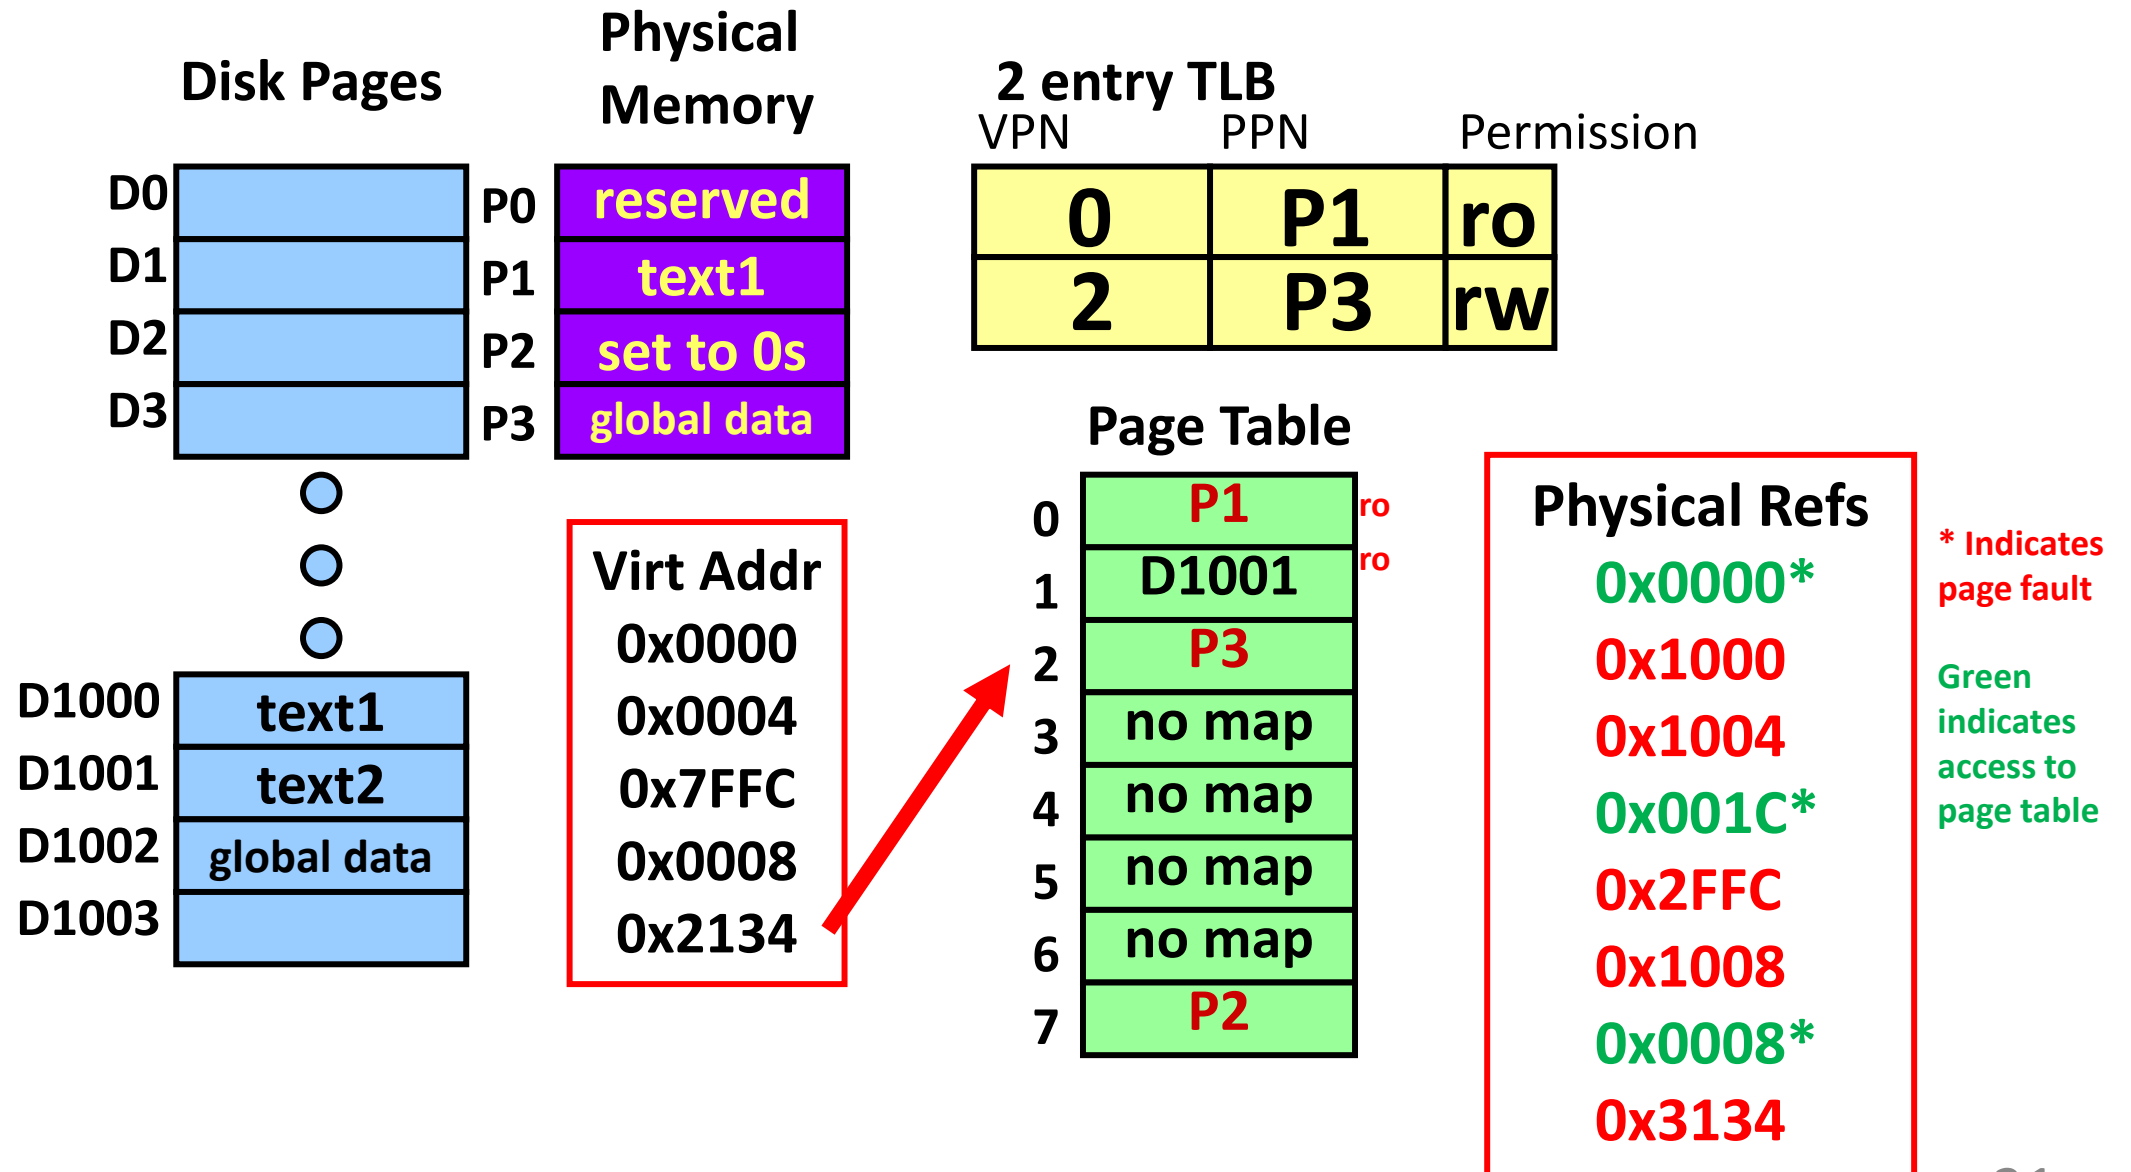 Disk Pages
Physical
Memory
2 entry TLB
VPN PPN Permission
D0
D1
D2
D3
P0 reserved
P1 text1
P2 set to 0s
P3 global data
0 P1 ro
2 P3 rw
D1000 text1
D1001 text2
D1002 global data
D1003
Virt Addr
0x0000
0x0004
0x7FFC
0x0008
0x2134
Page Table
0 P1 ro
1 D1001 ro
2 P3
3 no map
4 no map
5 no map
6 no map
7 P2
Physical Refs
0x0000*
0x1000
0x1004
0x001C*
0x2FFC
0x1008
0x0008*
0x3134
* Indicates
page fault
Green
indicates
access to
page table